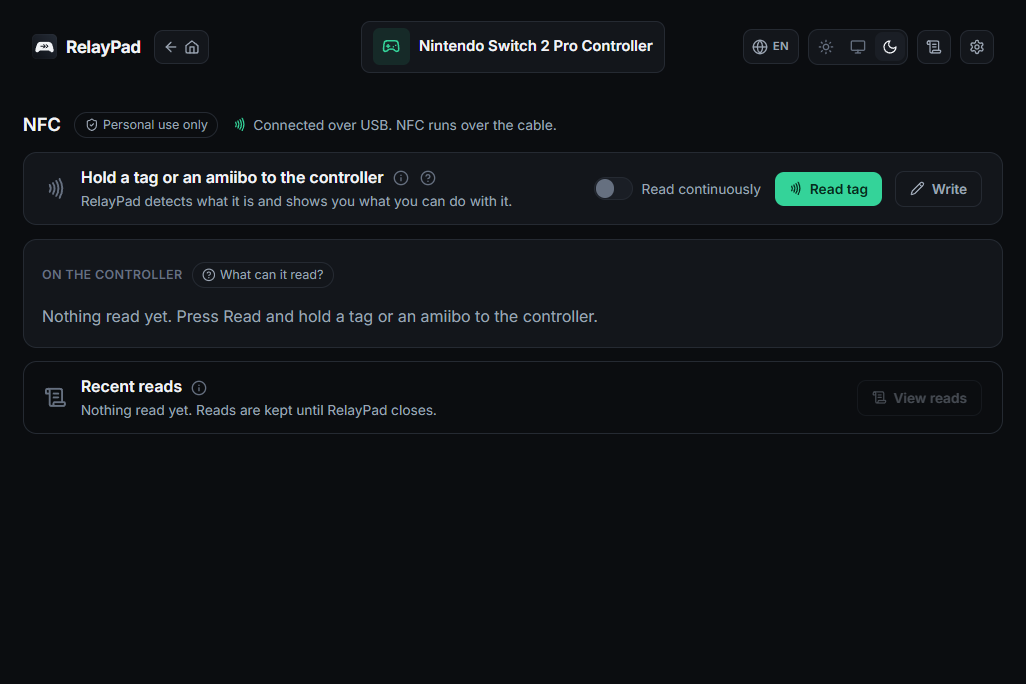 RelayPad
Nintendo Switch 2 Pro Controller
EN
NFC
Personal use only
Connected over USB. NFC runs over the cable.
Hold a tag or an amiibo to the controller
RelayPad detects what it is and shows you what you can do with it.
Read continuously
Read tag
Write
ON THE CONTROLLER
What can it read?
Nothing read yet. Press Read and hold a tag or an amiibo to the controller.
Recent reads
Nothing read yet. Reads are kept until RelayPad closes.
View reads